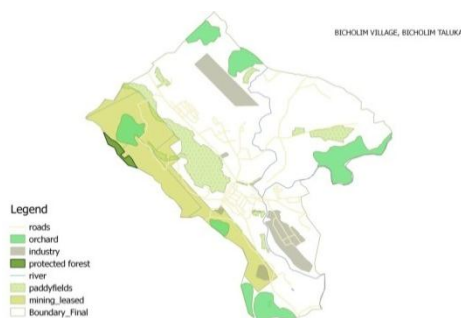 BICHOLIM VILLAGE, BICHOLIM TALUKA
Legend
roads
orchard
industry
protected forest
river
paddyfields
mining_leased
Boundary_Final